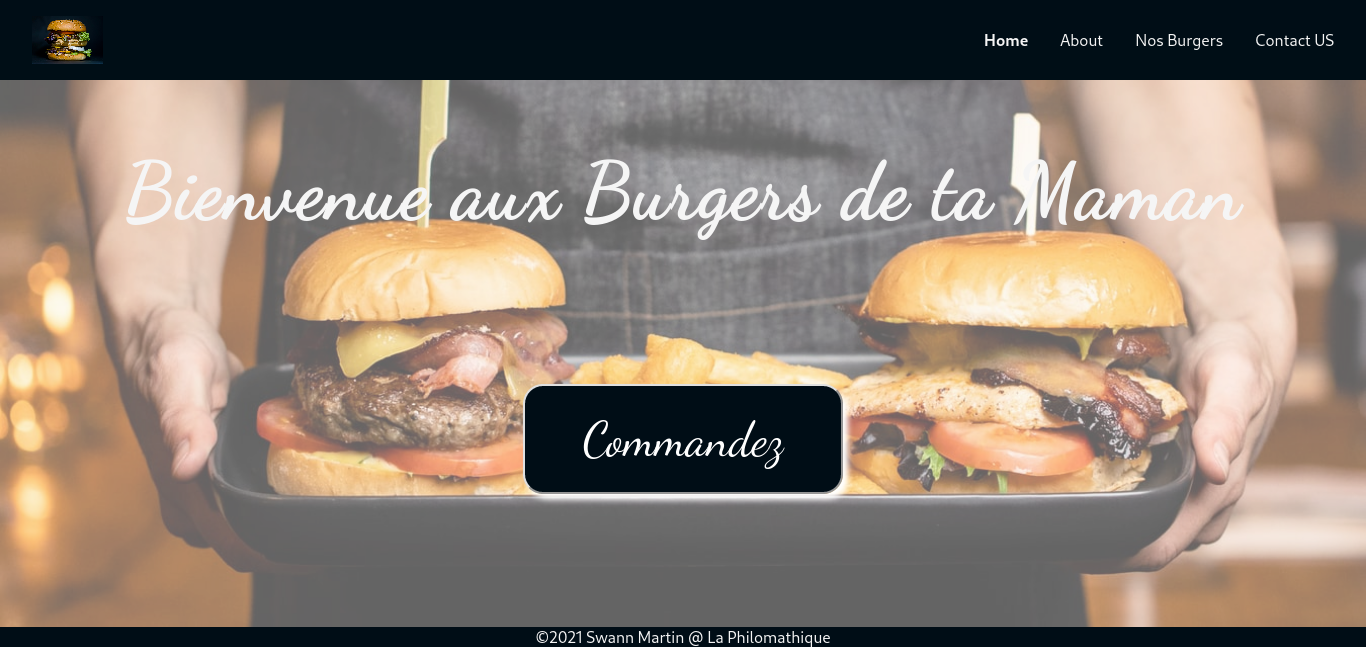 Home About Nos Burgers Contact US
Bienvenue aux Burgers de ta Maman
Commandez
©2021 Swann Martin @ La Philomathique